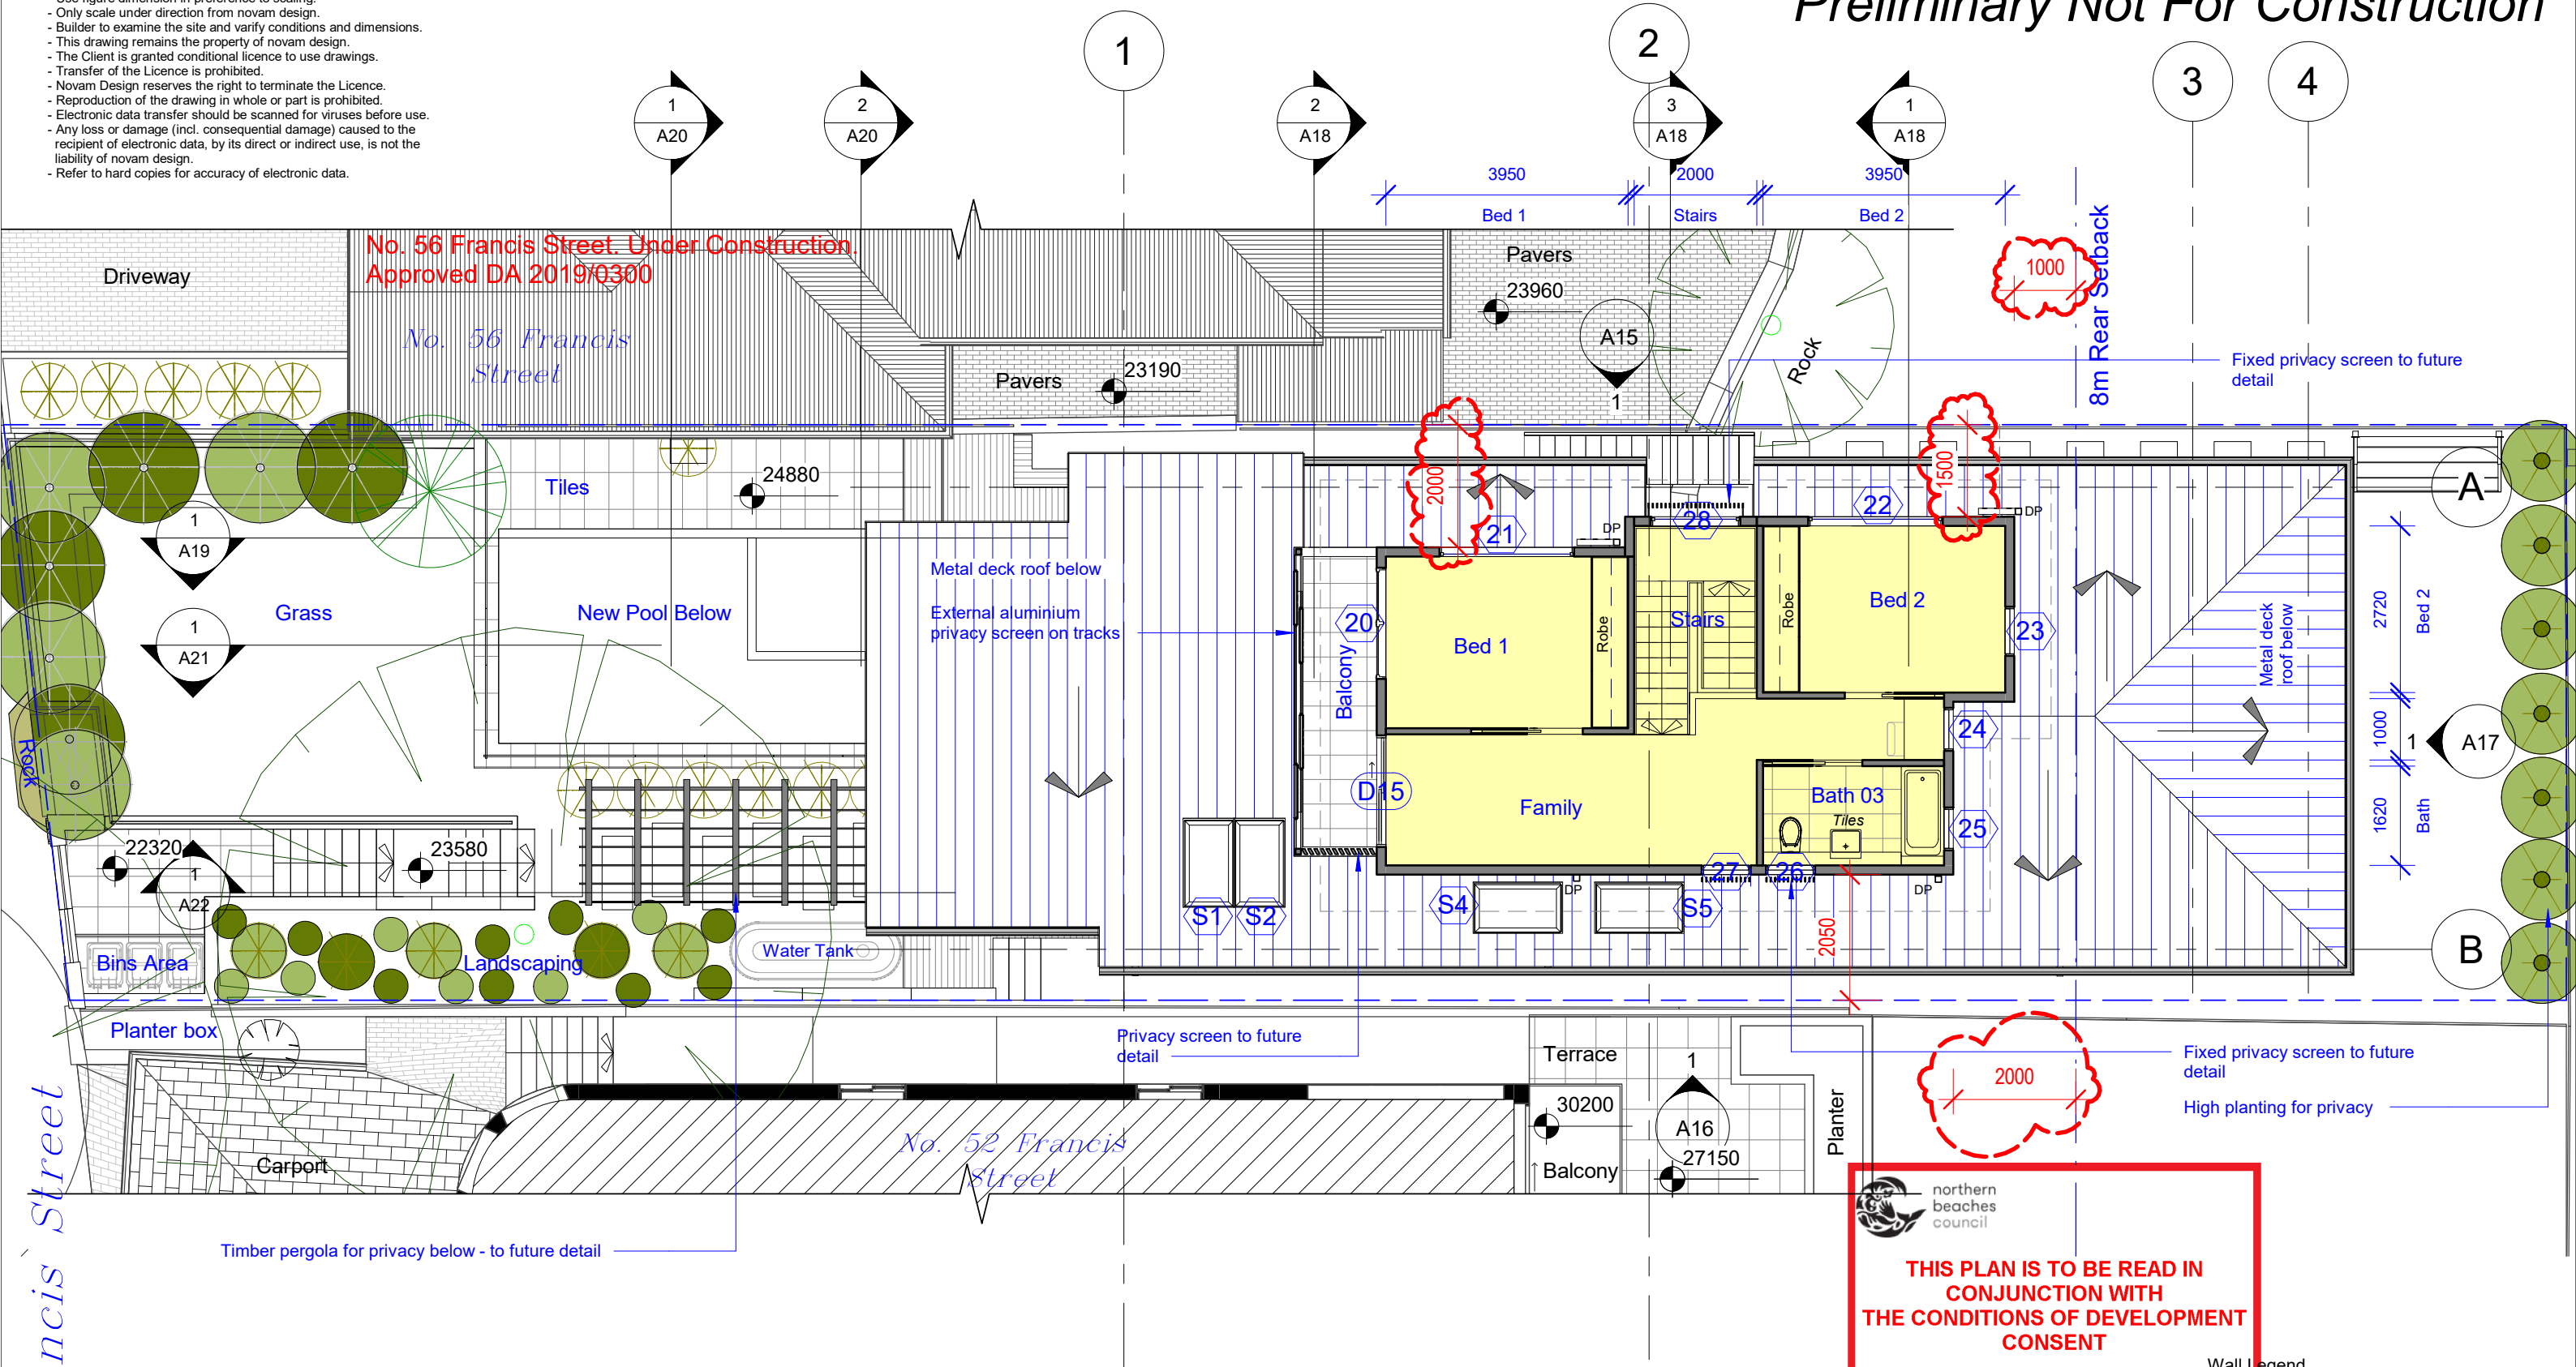 - Use figure dimension in preference to scaling.
- Only scale under direction from novam design.
- Builder to examine the site and varify conditions and dimensions.
- This drawing remains the property of novam design.
- The Client is granted conditional licence to use drawings.
- Transfer of the Licence is prohibited.
- Novam Design reserves the right to terminate the Licence.
- Reproduction of the drawing in whole or part is prohibited.
- Electronic data transfer should be scanned for viruses before use.
- Any loss or damage (incl. consequential damage) caused to the
recipient of electronic data, by its direct or indirect use, is not the
liability of novam design.
- Refer to hard copies for accuracy of electronic data.
Preliminary Not For Construction
1
2
3
4
1
A20
2
A20
2
A18
3
A18
1
A18
3950
2000
3950
Bed 1
Stairs
Bed 2
8m Rear Setback
1000
No. 56 Francis Street. Under Construction.
Approved DA 2019/0300
Driveway
No. 56 Francis
Street
Pavers
23960
A15
1
Rock
Pavers
23190
Fixed privacy screen to future
detail
Tiles
24880
2000
1500
A
21
28
22
DP
DP
1
A19
Metal deck roof below
Grass
New Pool Below
External aluminium
privacy screen on tracks
20
Balcony
Bed 1
Robe
Stairs
Robe
Bed 2
23
Metal deck
roof below
2720
Bed 2
1
A21
24
1000
1
A17
Rock
D15
Family
Bath 03
Tiles
25
1620
Bath
22320
23580
1
A22
27
26
S1
S2
S4
DP
S5
DP
2050
B
Bins Area
Landscaping
Water Tank
Planter box
Privacy screen to future
detail
Terrace
1
Fixed privacy screen to future
detail
2000
High planting for privacy
30200
A16
27150
Balcony
Planter
No. 52 Francis
Street
Carport
ncis Street
Timber pergola for privacy below - to future detail
northern
beaches
council
THIS PLAN IS TO BE READ IN
CONJUNCTION WITH
THE CONDITIONS OF DEVELOPMENT
CONSENT
Wall Legend